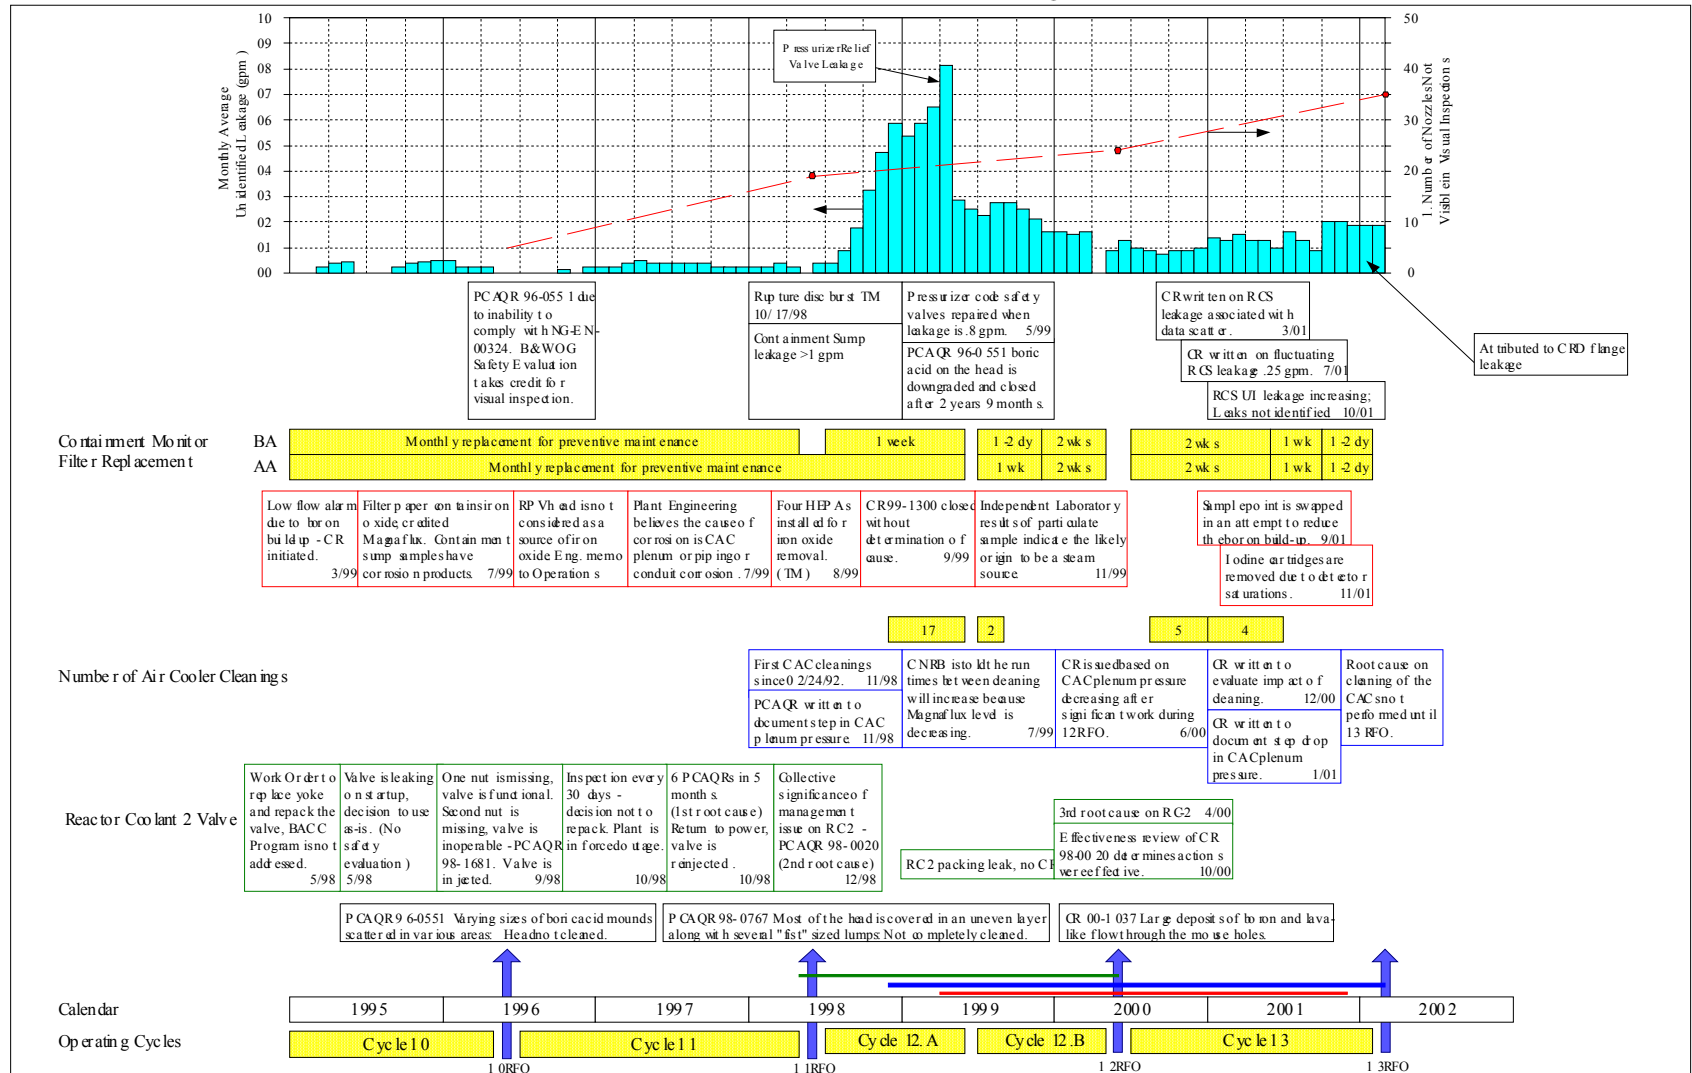 10
09
08
07
06
05
04
03
02
01
00
Monthly Average
Unidentified Leakage (gpm)
50
40
30
20
10
0
1. Number of Nozzles Not
Visible in Visual Inspections
Pressurizer Relief
Valve Leakage
PCAQR 96-0551 due
to inability to
comply with NG-EN-
00324. B&WOG
Safety Evaluation
takes credit for
visual inspection.
Rupture disc burst TM
10/17/98
Containment Sump
leakage >1 gpm
Pressurizer code safety
valves repaired when
leakage is .8 gpm. 5/99
PCAQR 96-0551 boric
acid on the head is
downgraded and closed
after 2 years 9 months.
CR written on RCS
leakage associated with
data scatter. 3/01
CR written on fluctuating
RCS leakage .25 gpm. 7/01
RCS UI leakage increasing;
Leaks not identified 10/01
Attributed to CRD flange
leakage
Containment Monitor
Filter Replacement
BA
Monthly replacement for preventive maintenance
1 week
1 -2 dy
2 wks
2 wks
1 wk
1 -2 dy
AA
Monthly replacement for preventive maintenance
1 wk
2 wks
2 wks
1 wk
1 -2 dy
Low flow alarm
due to boron
build-up - CR
initiated.
3/99
Filter paper contains iron
oxide, credited
Magnaflux. Containment
sump samples have
corrosion products. 7/99
RPV head is not
considered as a
source of iron
oxide Eng. memo
to Operations
Plant Engineering
believes the cause of
corrosion is CAC
plenum or piping or
conduit corrosion. 7/99
Four HEPAs
installed for
iron oxide
removal.
(TM) 8/99
CR99-1300 closed
without
determination of
cause. 9/99
Independent Laboratory
results of particulate
sample indicate the likely
origin to be a steam
source. 11/99
Sample point is swapped
in an attempt to reduce
the boron build-up. 9/01
Iodine cartridges are
removed due to detector
saturations. 11/01
17
2
5
4
Number of Air Cooler Cleanings
First CAC cleanings
since 02/24/92. 11/98
PCAQR written to
document step in CAC
plenum pressure. 11/98
CNRB is told the run
times between cleaning
will increase because
Magnaflux level is
decreasing. 7/99
CR issued based on
CAC plenum pressure
decreasing after
significant work during
12RFO. 6/00
CR written to
evaluate impact of
cleaning. 12/00
CR written to
document step drop
in CAC plenum
pressure. 1/01
Root cause on
cleaning of the
CACs not
performed until
13 RFO.
Reactor Coolant 2 Valve
Work Order to
replace yoke
and repack the
valve, BACC
Program is not
addressed.
5/98
Valve is leaking
on startup,
decision to use
as-is. (No
safety
evaluation)
5/98
One nut is missing,
valve is functional.
Second nut is
missing, valve is
inoperable - PCAQR
98-1681. Valve is
injected. 9/98
Inspection every
30 days -
decision not to
repack. Plant is
in forced outage.
10/98
6 PCAQRs in 5
months.
(1st root cause)
Return to power,
valve is
reinjected.
10/98
Collective
significance of
management
issue on RC2 -
PCAQR 98-0020
(2nd root cause)
12/98
RC2 packing leak, no CR
3rd root cause on RC-2 4/00
Effectiveness review of CR
98-0020 determines actions
were effective. 10/00
PCAQR 96-0551 Varying sizes of boric acid mounds
scattered in various areas: Head not cleaned.
PCAQR 98-0767 Most of the head is covered in an uneven layer
along with several "fist" sized lumps: Not completely cleaned.
CR 00-1037 Large deposits of boron and lava-
like flow through the mouse holes.
Calendar
1995
1996
1997
1998
1999
2000
2001
2002
Operating Cycles
Cycle 10
Cycle 11
Cycle 12.A
Cycle 12.B
Cycle 13
10RFO
11RFO
12RFO
13RFO